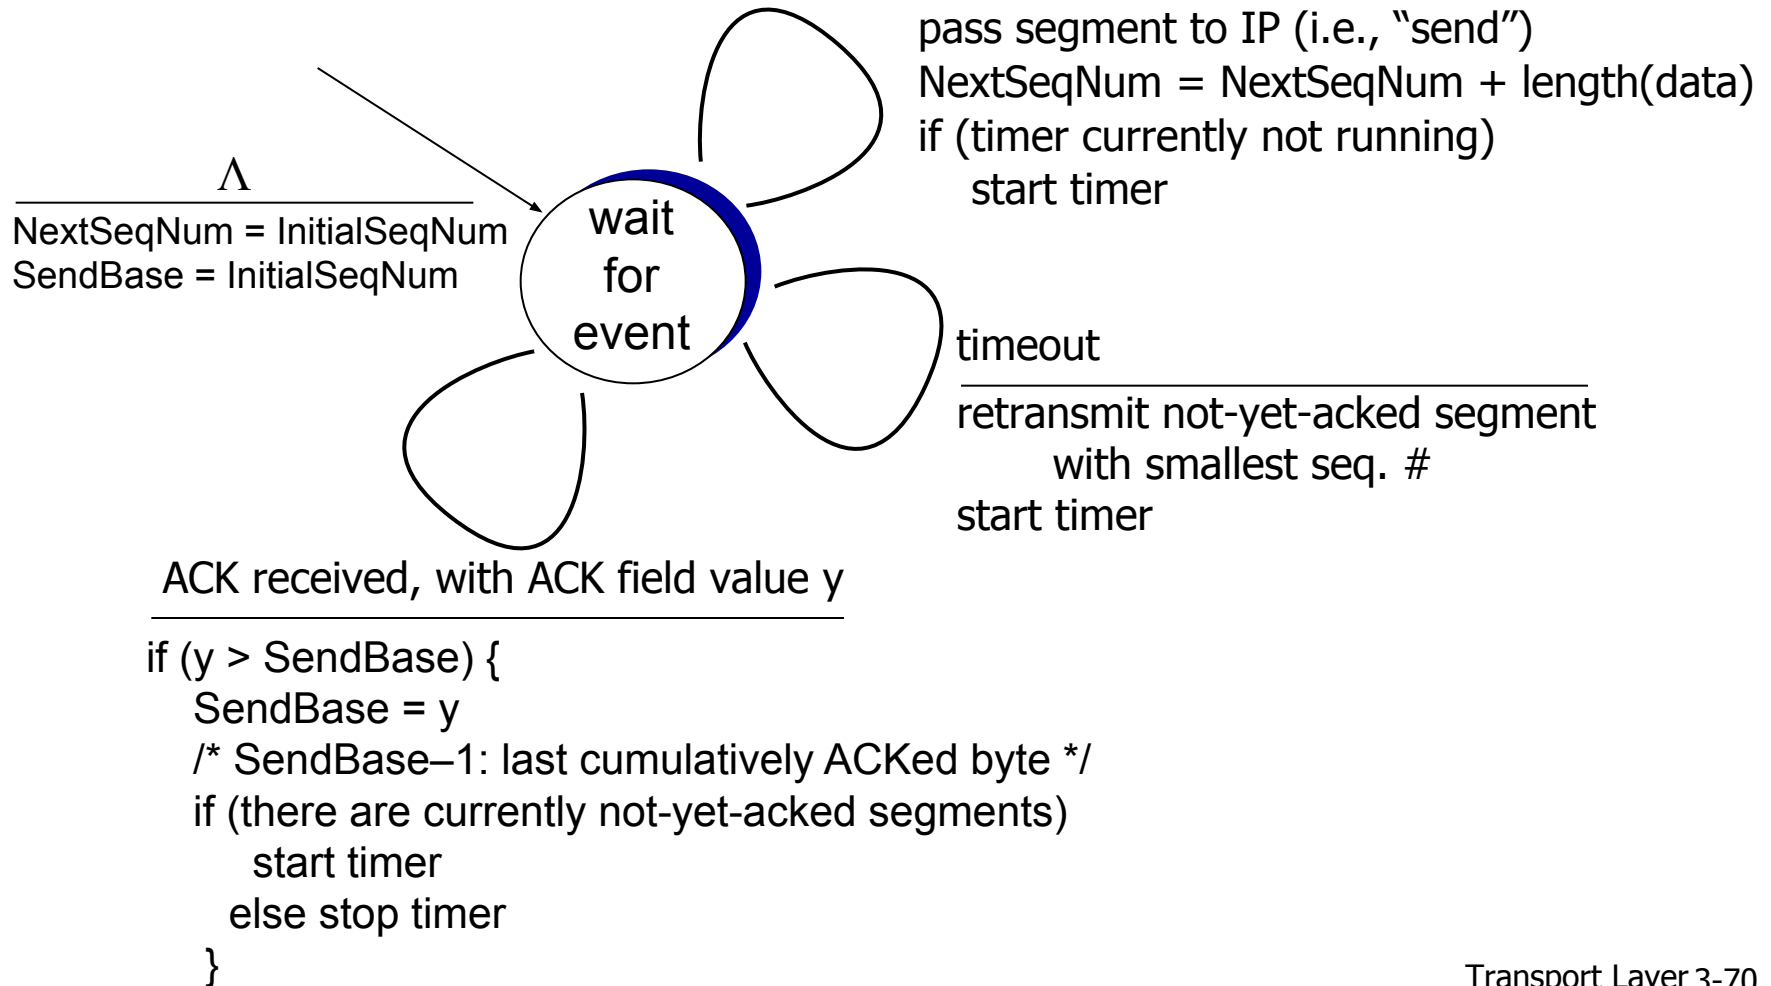 pass segment to IP (i.e., “send”)
NextSeqNum = NextSeqNum + length(data)
if (timer currently not running)
start timer
Λ
NextSeqNum = InitialSeqNum
SendBase = InitialSeqNum
wait
for
event
timeout
retransmit not-yet-acked segment
with smallest seq. #
start timer
ACK received, with ACK field value y
if (y > SendBase) {
SendBase = y
/* SendBase–1: last cumulatively ACKed byte */
if (there are currently not-yet-acked segments)
start timer
else stop timer
}
Transport Layer 3-70